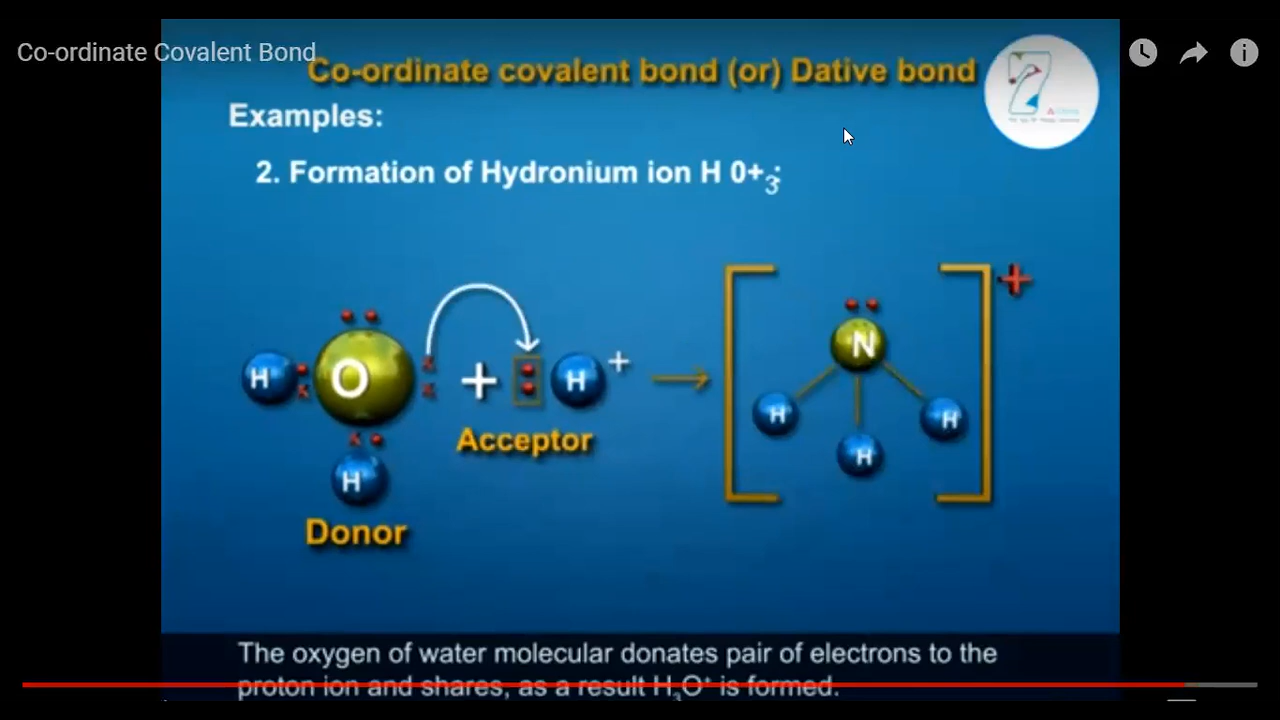 Co-ordinate Covalent Bond
Co-ordinate covalent bond (or) Dative bond
Examples:
2. Formation of Hydronium ion H 0+₃:
H O + H + → N +
H H H
H
H
Acceptor
Donor
The oxygen of water molecular donates pair of electrons to the
proton ion and shares, as a result H₃O⁺ is formed.